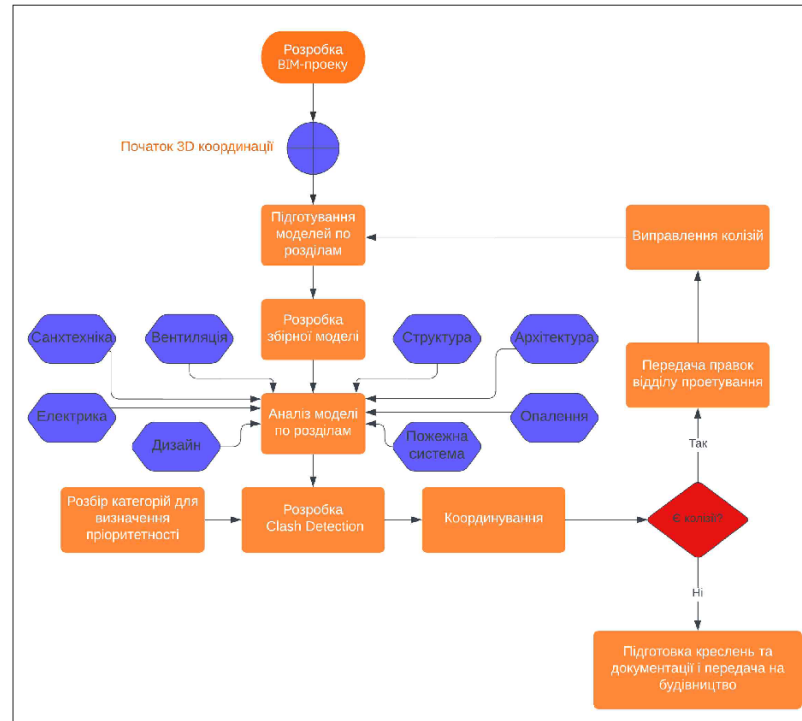 Розробка
BIM-проеку
Початок 3D координації
Підготування
моделей по
розділам
Виправлення колізій
Розробка
збірної моделі
Санхтехніка
Вентиляція
Структура
Архітектура
Передача правок
відділу проетування
Електрика
Аналіз моделі
по розділам
Опалення
Дизайн
Пожежна
система
Так
Розбір категорій для
визначення
пріоритетності
Розробка
Clash Detection
Координування
Є колізії?
Ні
Підготовка креслень та
документації і передача на
будівництво